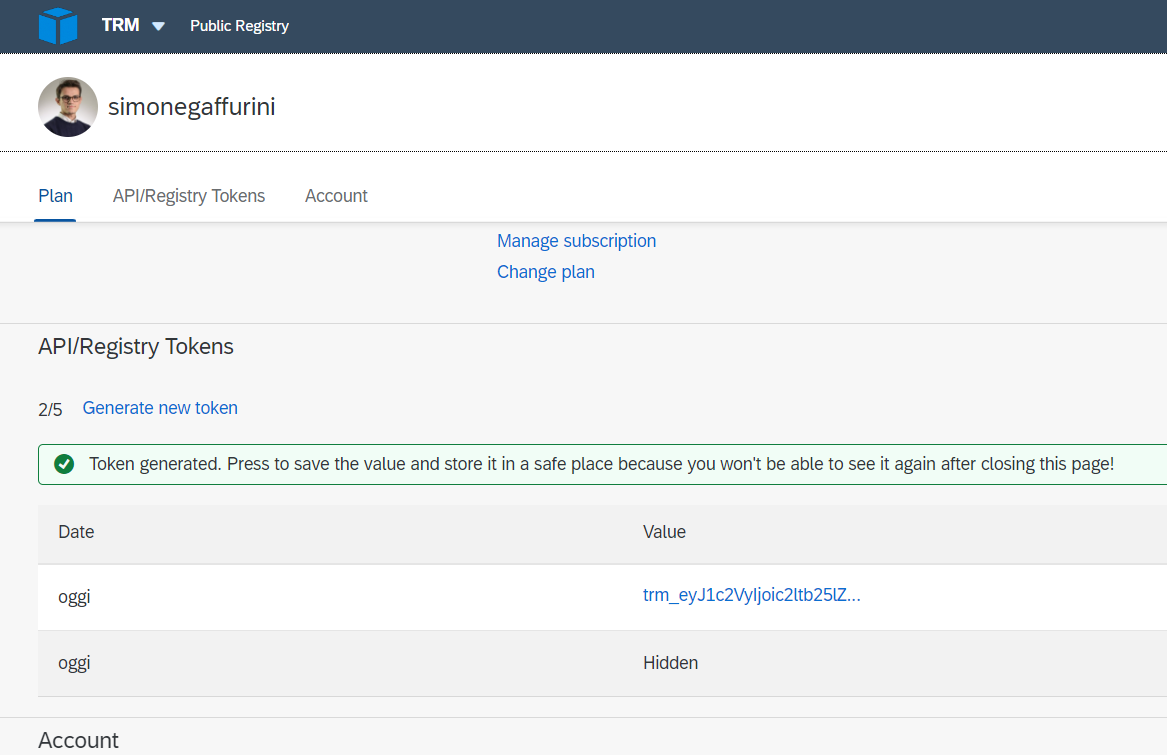 TRM Public Registry
simonegaffurini
Plan API/Registry Tokens Account
Manage subscription
Change plan
API/Registry Tokens
2/5 Generate new token
Token generated. Press to save the value and store it in a safe place because you won't be able to see it again after closing this page!
Date Value
oggi trm_eyJ1c2VyIjoic2ltb25lZ...
oggi Hidden
Account